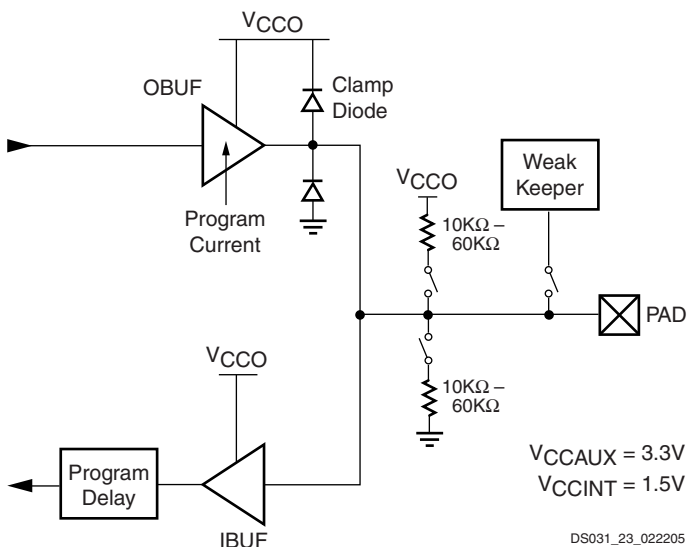 VCCO
OBUF
Clamp
Diode
Program
Current
VCCO
10KΩ –
60KΩ
Weak
Keeper
PAD
10KΩ –
60KΩ
VCCO
Program
Delay
IBUF
VCCAUX = 3.3V
VCCINT = 1.5V
DS031_23_022205